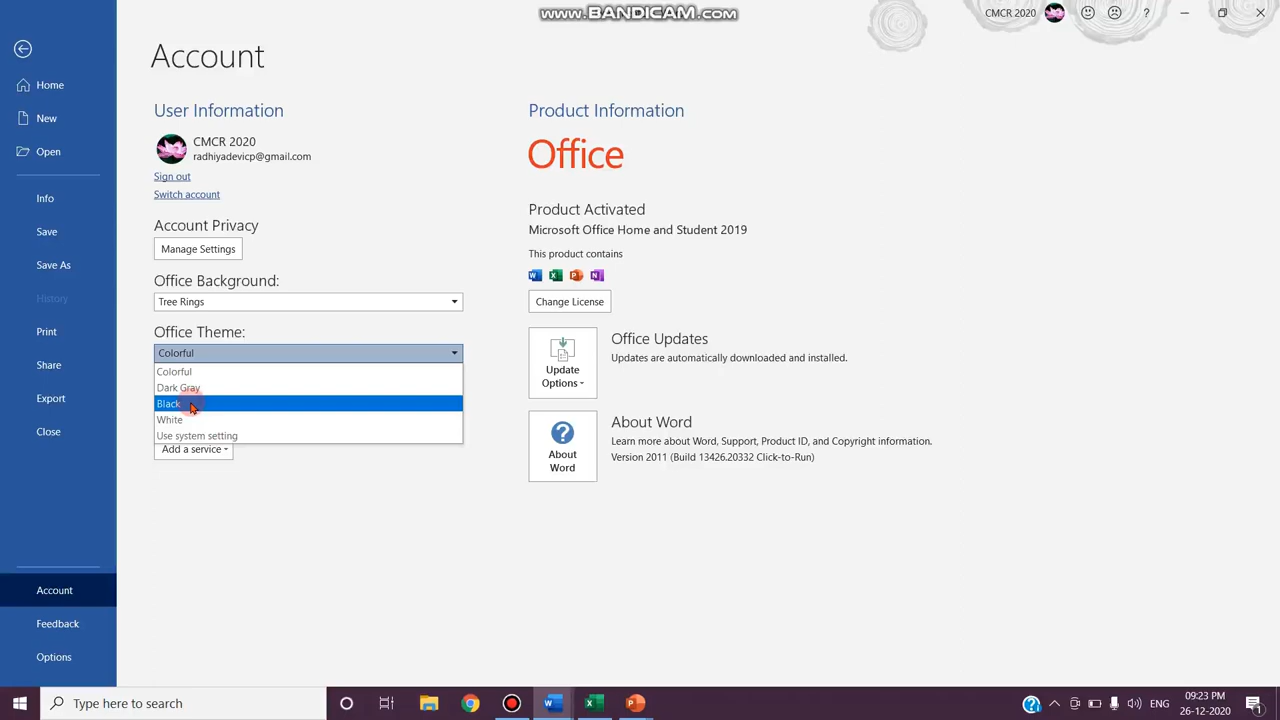 www.BANDICAM.com
CMCR 2020
?
Account
Home
New
Open
Info
Save
Save As
History
Print
Share
Export
Close
Account
Feedback
Options
User Information
CMCR 2020
radhiyadevicp@gmail.com
Sign out
Switch account
Account Privacy
Manage Settings
Office Background:
Tree Rings
Office Theme:
Colorful
Colorful
Dark Gray
Black
White
Use system setting
Add a service
Product Information
Office
Product Activated
Microsoft Office Home and Student 2019
This product contains
Change License
Update
Options
Office Updates
Updates are automatically downloaded and installed.
About
Word
About Word
Learn more about Word, Support, Product ID, and Copyright information.
Version 2011 (Build 13426.20332 Click-to-Run)
Type here to search
ENG
09:23 PM
26-12-2020